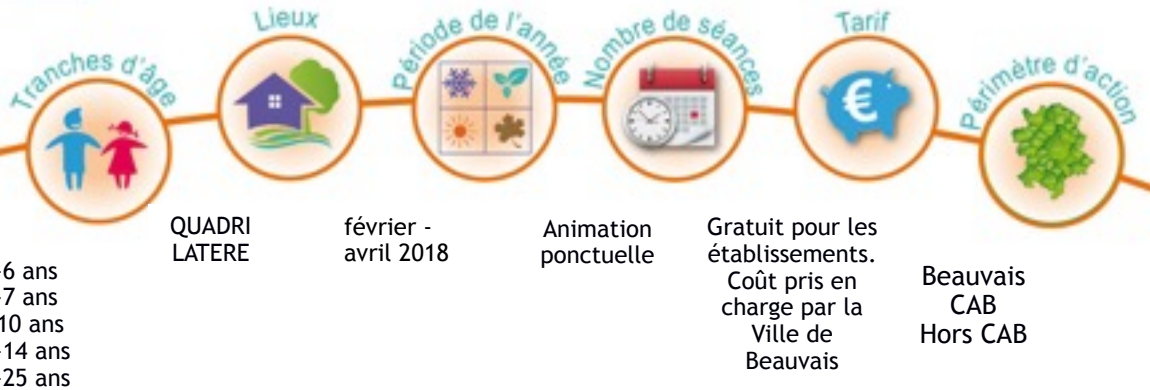 Tranches d'âge
Lieux
Période de l'année
Nombre de séances
Tarif
Périmètre d'action
-6 ans
-7 ans
10 ans
-14 ans
-25 ans
QUADRI
LATERE
février -
avril 2018
Animation
ponctuelle
Gratuit pour les
établissements.
Coût pris en
charge par la
Ville de
Beauvais
Beauvais
CAB
Hors CAB